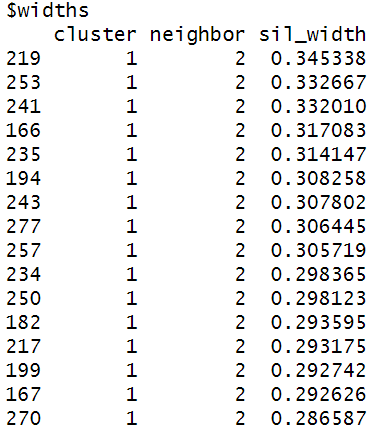 $widths
    cluster neighbor sil_width
219       1        2  0.345338
253       1        2  0.332667
241       1        2  0.332010
166       1        2  0.317083
235       1        2  0.314147
194       1        2  0.308258
243       1        2  0.307802
277       1        2  0.306445
257       1        2  0.305719
234       1        2  0.298365
250       1        2  0.298123
182       1        2  0.293595
217       1        2  0.293175
199       1        2  0.292742
167       1        2  0.292626
270       1        2  0.286587